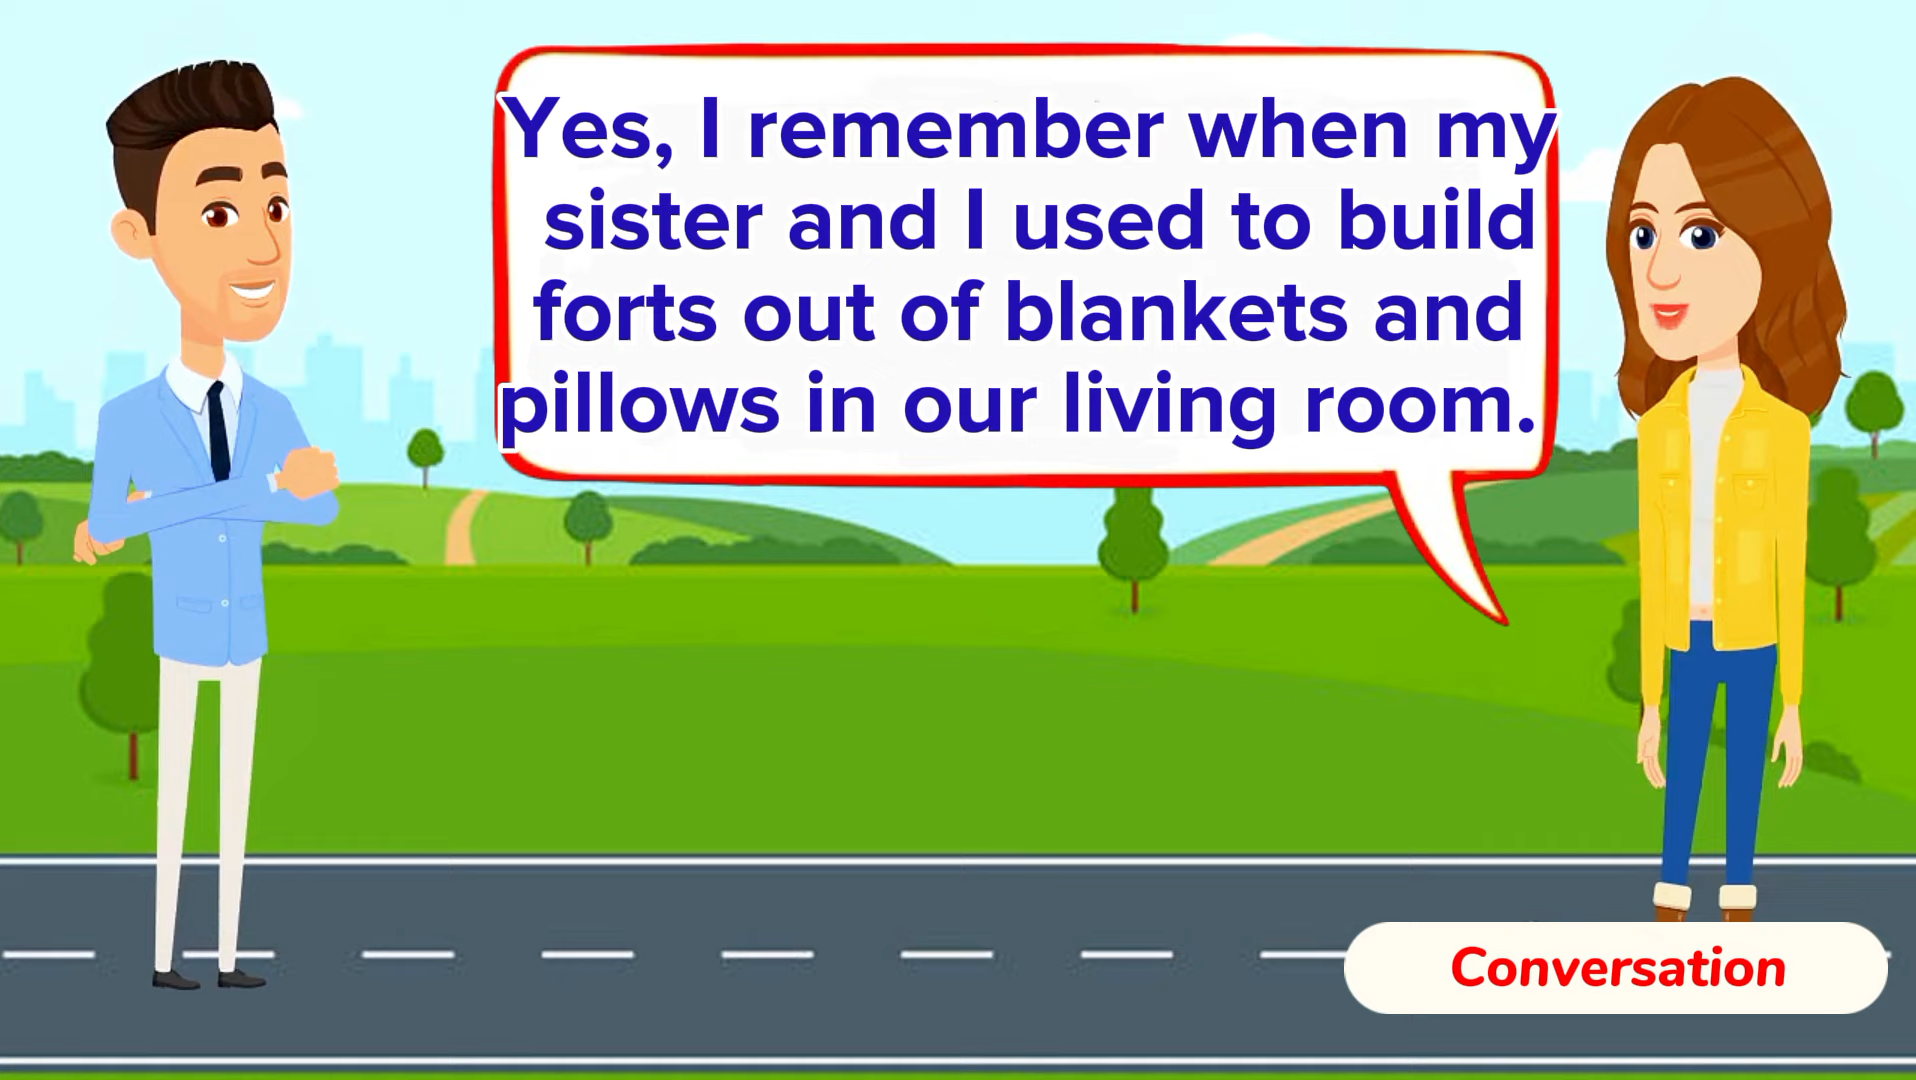 Yes, I remember when my
sister and I used to build
forts out of blankets and
pillows in our living room.
Conversation